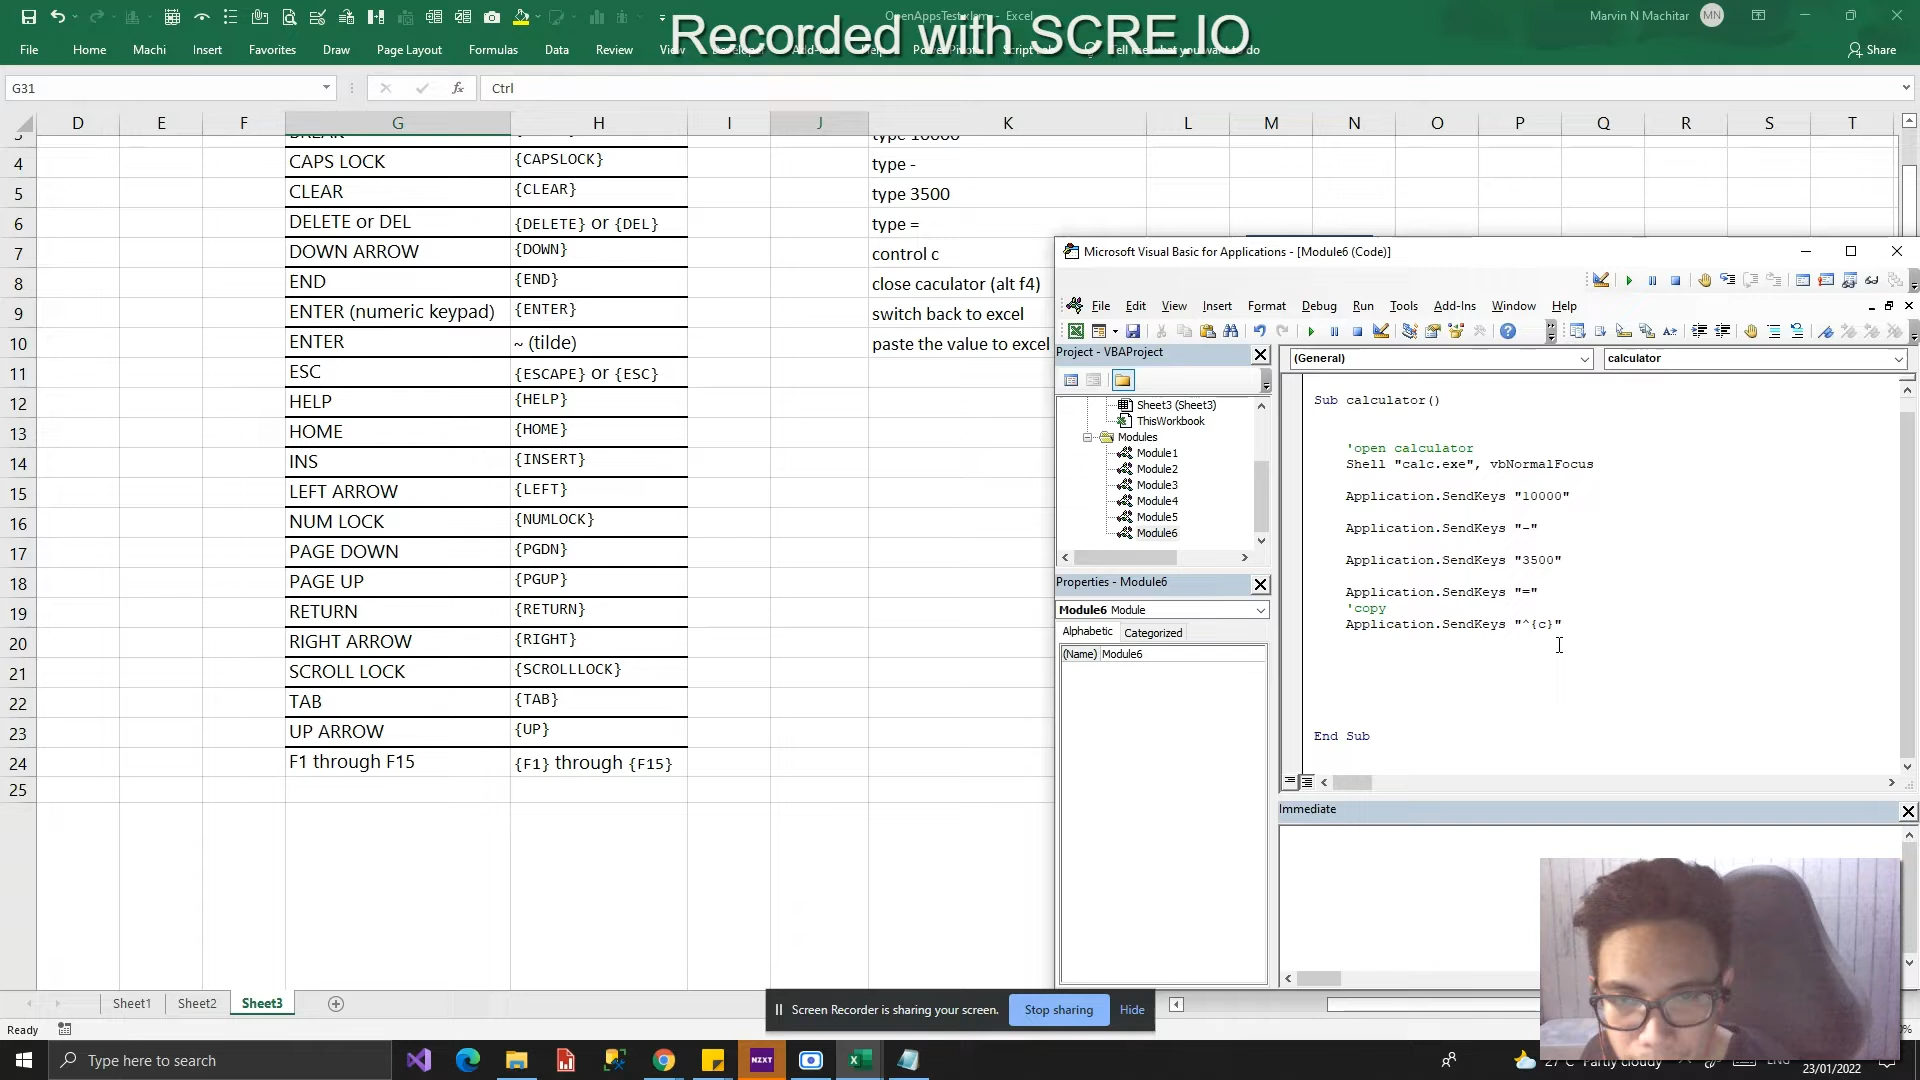 Recorded with SCRE.IO
Marvin N Machitar
MN
File
Home
Machi
Insert
Favorites
Draw
Page Layout
Formulas
Data
Review
Share
G31
Ctrl
D E F G H I J K L M N O P Q R S T
4 CAPS LOCK {CAPSLOCK} type -
5 CLEAR {CLEAR} type 3500
6 DELETE or DEL {DELETE} or {DEL} type =
7 DOWN ARROW {DOWN} control c
8 END {END} close caculator (alt f4)
9 ENTER (numeric keypad) {ENTER} switch back to excel
10 ENTER ~ (tilde) paste the value to excel
11 ESC {ESCAPE} or {ESC}
12 HELP {HELP}
13 HOME {HOME}
14 INS {INSERT}
15 LEFT ARROW {LEFT}
16 NUM LOCK {NUMLOCK}
17 PAGE DOWN {PGDN}
18 PAGE UP {PGUP}
19 RETURN {RETURN}
20 RIGHT ARROW {RIGHT}
21 SCROLL LOCK {SCROLLLOCK}
22 TAB {TAB}
23 UP ARROW {UP}
24 F1 through F15 {F1} through {F15}
25
Microsoft Visual Basic for Applications - [Module6 (Code)]
File Edit View Insert Format Debug Run Tools Add-Ins Window Help
Project - VBAProject
Sheet3 (Sheet3)
ThisWorkbook
Modules
Module1
Module2
Module3
Module4
Module5
Module6
Properties - Module6
Module6 Module
Alphabetic Categorized
(Name) Module6
(General)
calculator
Sub calculator()
'open calculator
Shell "calc.exe", vbNormalFocus
Application.SendKeys "10000"
Application.SendKeys "-"
Application.SendKeys "3500"
Application.SendKeys "="
'copy
Application.SendKeys "^{c}"
End Sub
Immediate
Sheet1 Sheet2 Sheet3
Screen Recorder is sharing your screen.
Stop sharing
Hide
Ready
Type here to search
NZXT
27°C Partly cloudy
23/01/2022